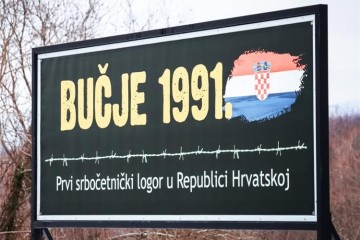 BUČJE 1991.
Prvi srbočetnički logor u Republici Hrvatskoj